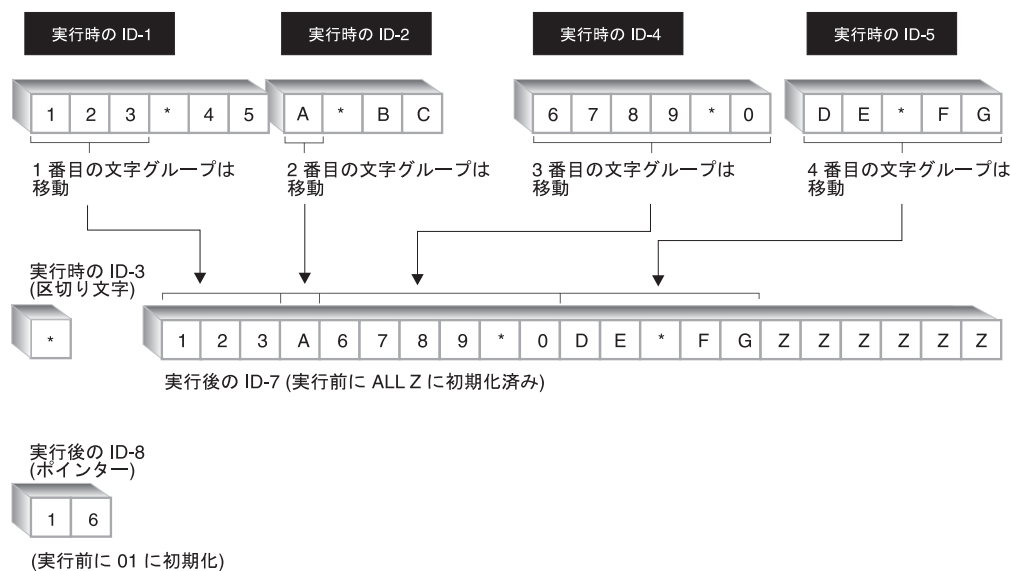 実行時の ID-1
実行時の ID-2
実行時の ID-4
実行時の ID-5
1 2 3 * 4 5
A * B C
6 7 8 9 * 0
D E * F G
1 番目の文字グループは
移動
2 番目の文字グループは
移動
3 番目の文字グループは
移動
4 番目の文字グループは
移動
実行時の ID-3
(区切り文字)
*
1 2 3 A 6 7 8 9 * 0 D E * F G Z Z Z Z Z Z
実行後の ID-7 (実行前に ALL Z に初期化済み)
実行後の ID-8
(ポインター)
1 6
(実行前に 01 に初期化)